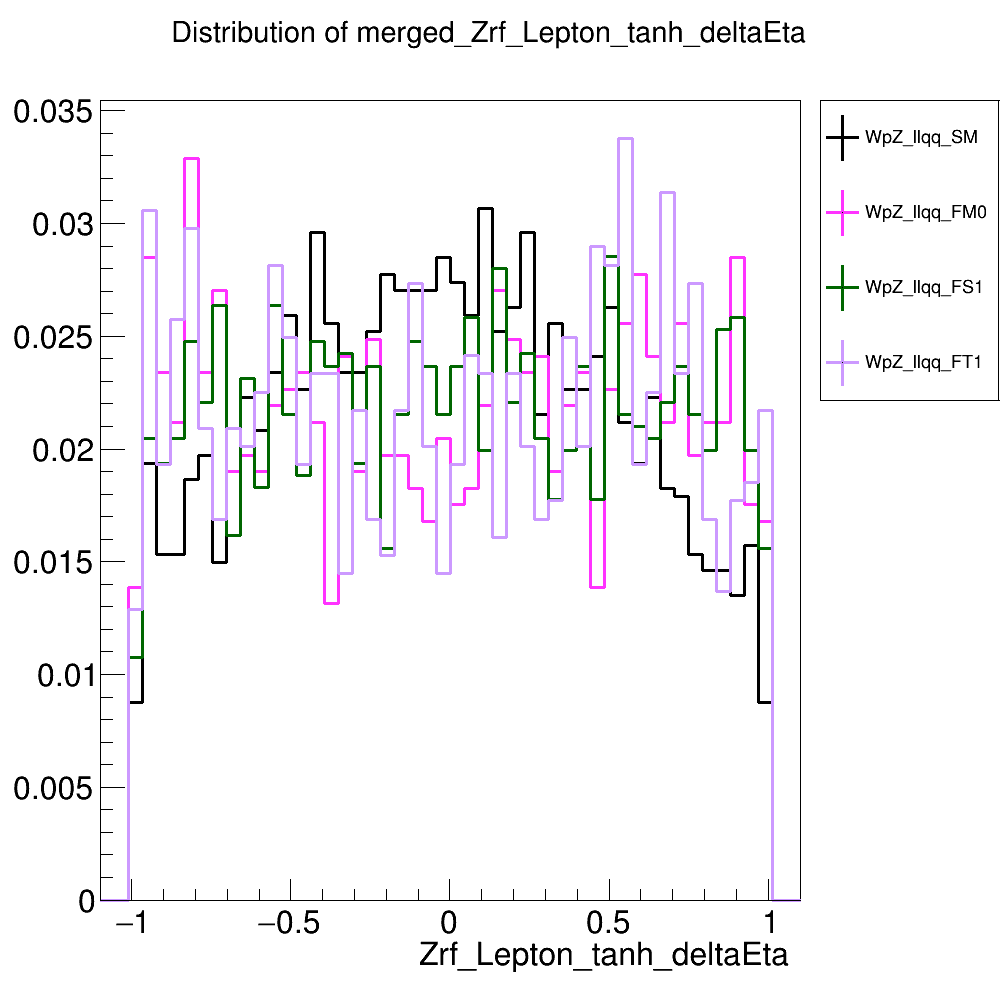 Distribution of merged_Zrf_Lepton_tanh_deltaEta
0.035
0.03
0.025
0.02
0.015
0.01
0.005
0
−1
−0.5
0
0.5
1
Zrf_Lepton_tanh_deltaEta
WpZ_llqq_SM
WpZ_llqq_FM0
WpZ_llqq_FS1
WpZ_llqq_FT1